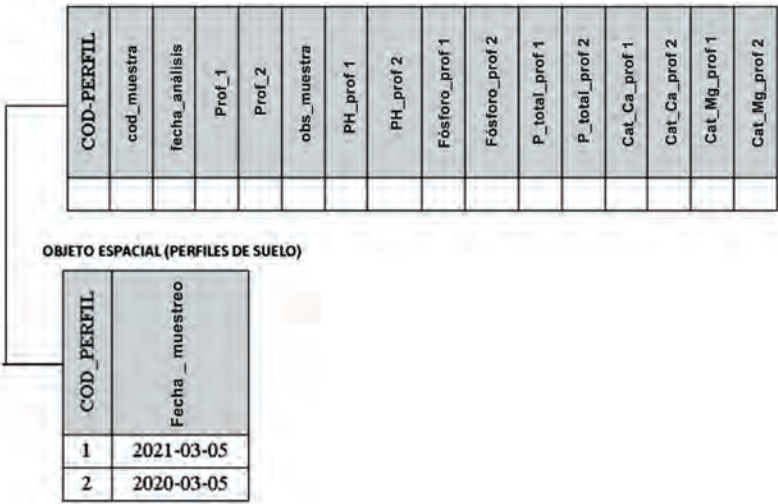 COD-PERFIL
cod_muestra
fecha_análisis
Prof_1
Prof_2
obs_muestra
PH_prof 1
PH_prof 2
Fósforo_prof 1
Fósforo_prof 2
P_total_prof 1
P_total_prof 2
Cat_Ca_prof 1
Cat_Ca_prof 2
Cat_Mg_prof 1
Cat_Mg_prof 2
OBJETO ESPACIAL (PERFILES DE SUELO)
COD_PERFIL
Fecha _ muestreo
1 2021-03-05
2 2020-03-05